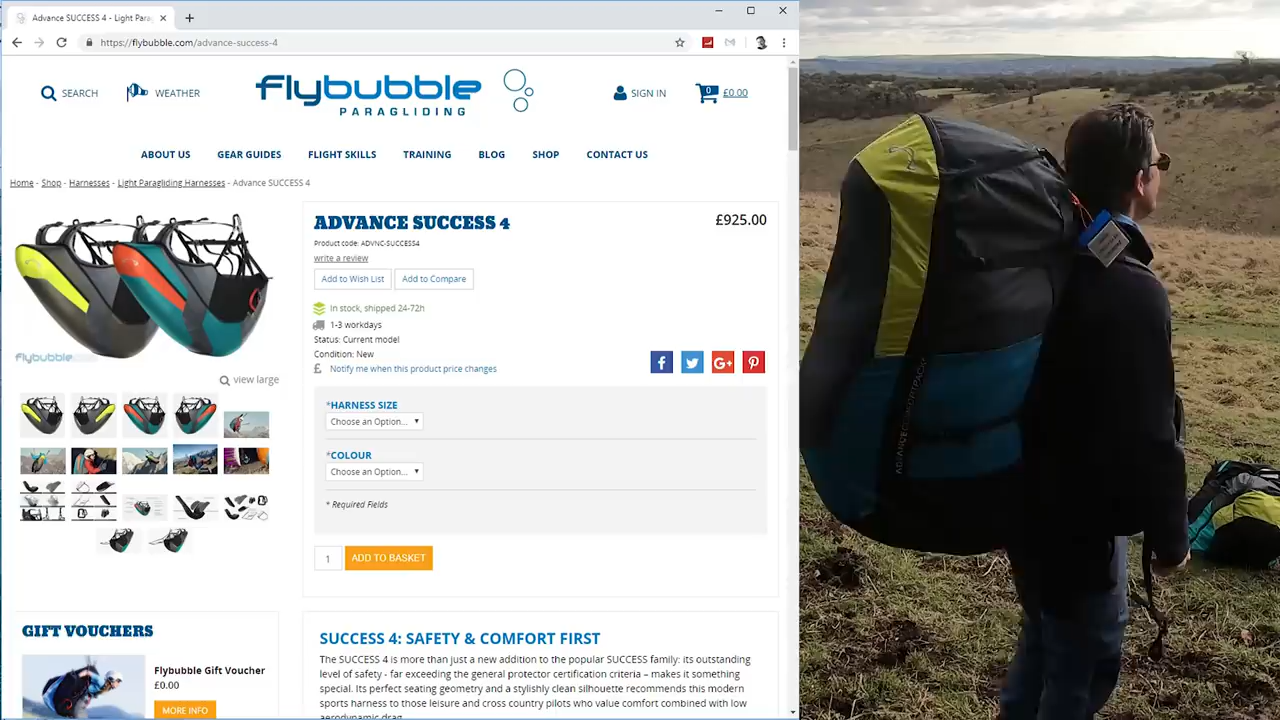 Advance SUCCESS 4 - Light Para
https://flybubble.com/advance-success-4
SEARCH
WEATHER
flybubble
PARAGLIDING
SIGN IN
0
£0.00
ABOUT US
GEAR GUIDES
FLIGHT SKILLS
TRAINING
BLOG
SHOP
CONTACT US
Home - Shop - Harnesses - Light Paragliding Harnesses - Advance SUCCESS 4
flybubble
view large
ADVANCE SUCCESS 4
£925.00
Product code: ADVNC-SUCCESS4
write a review
Add to Wish List
Add to Compare
In stock, shipped 24-72h
1-3 workdays
Status: Current model
Condition: New
£ Notify me when this product price changes
f
G+
*HARNESS SIZE
Choose an Option...
*COLOUR
Choose an Option...
* Required Fields
1
ADD TO BASKET
GIFT VOUCHERS
Flybubble Gift Voucher
£0.00
MORE INFO
SUCCESS 4: SAFETY & COMFORT FIRST
The SUCCESS 4 is more than just a new addition to the popular SUCCESS family: its outstanding
level of safety - far exceeding the general protector certification criteria – makes it something
special. Its perfect seating geometry and a stylishly clean silhouette recommends this modern
sports harness to those leisure and cross country pilots who value comfort combined with low
aerodynamic drag.
ADVANCE COMFORTPACK